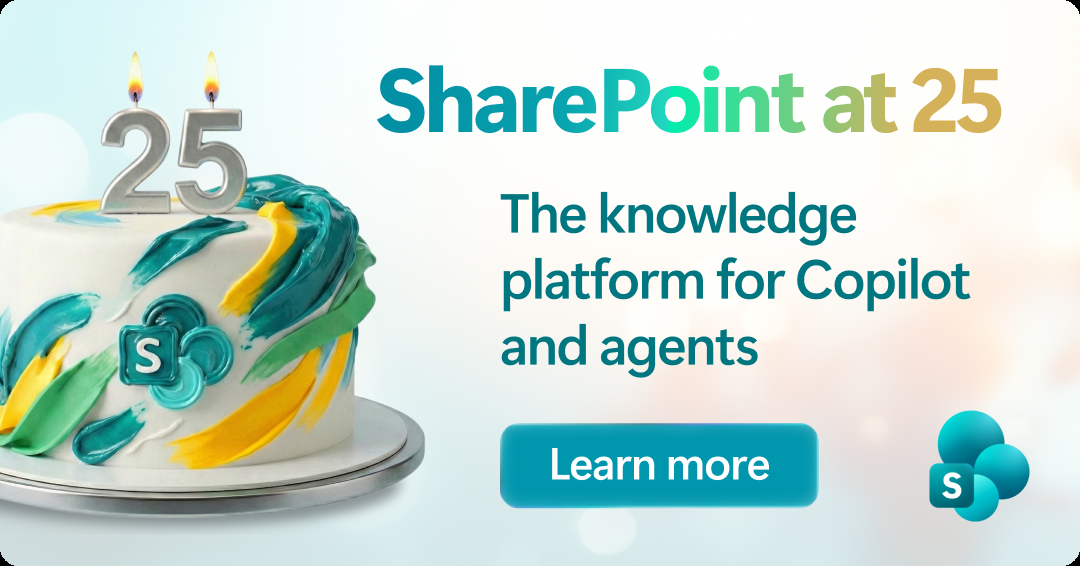 SharePoint at 25
25
The knowledge
platform for Copilot
and agents
S
Learn more
S